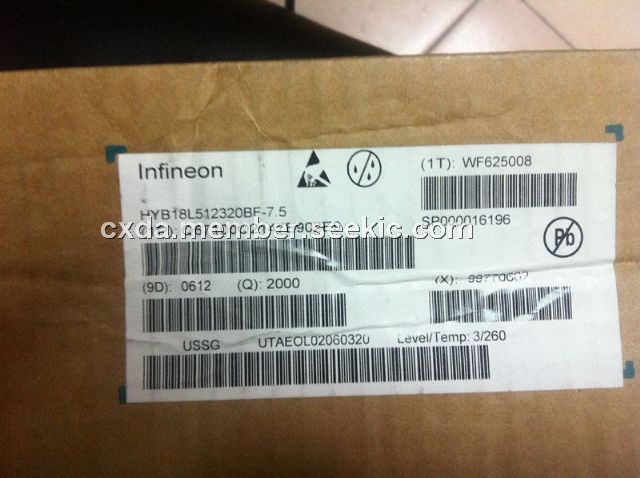 Infineon
(1T): WF625008
HYB18L512320BF-7.5
SP000016196
cxda.member.seekic.com
Pb
(9D): 0612 (Q): 2000
(X):
USSG UTAEOL02060320 Level/Temp: 3/260